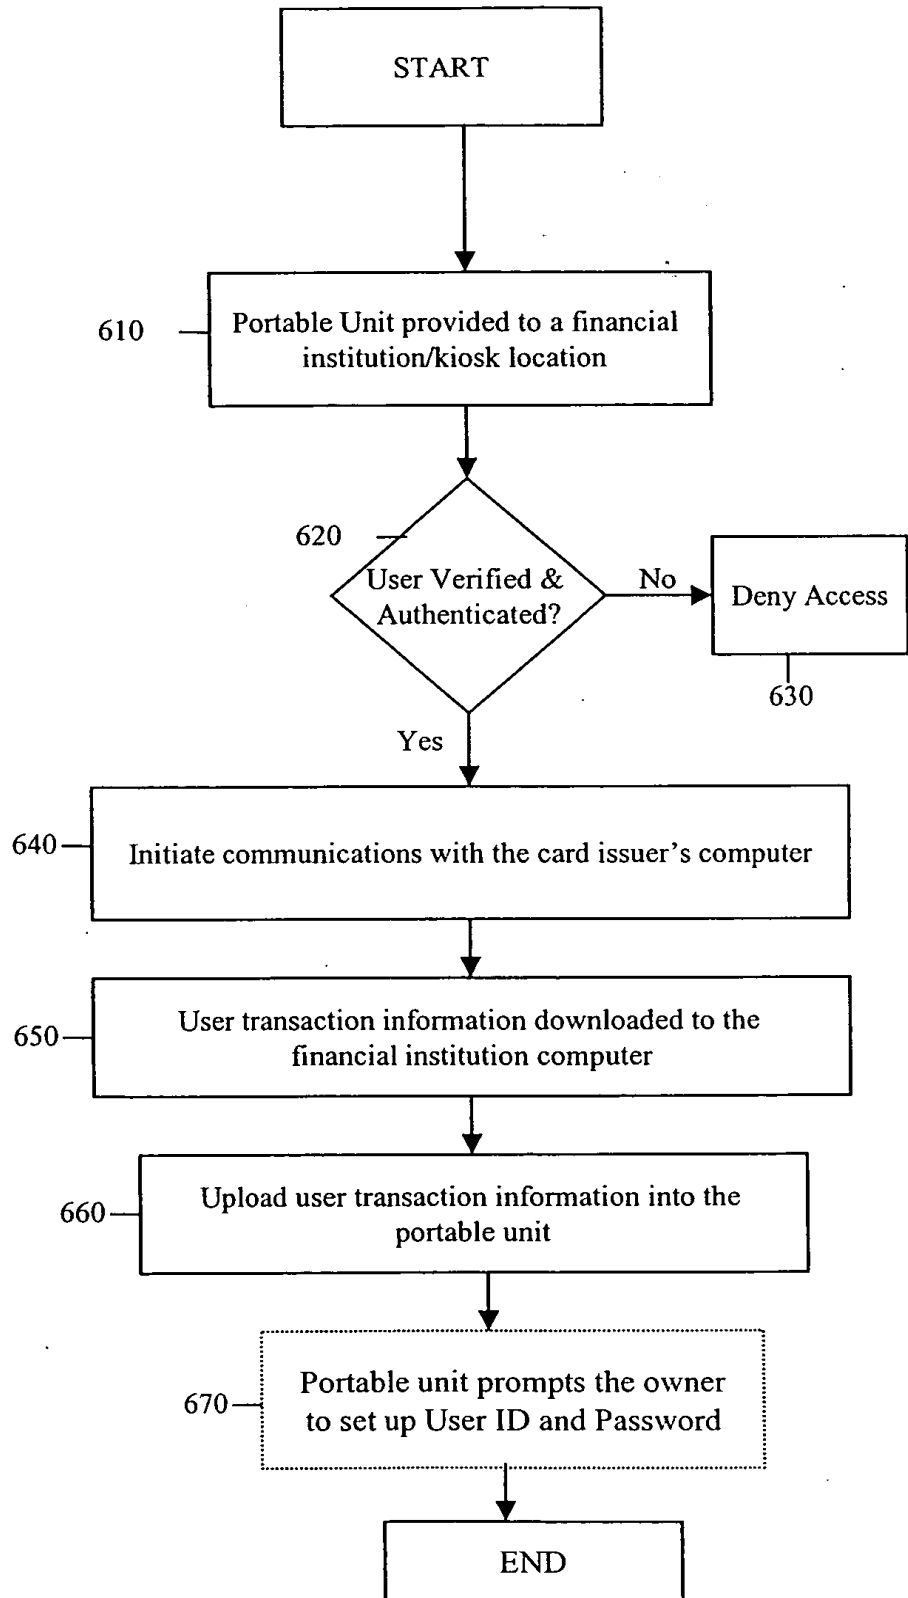 START
610
Portable Unit provided to a financial
institution/kiosk location
620
User Verified &
Authenticated?
No
Deny Access
630
Yes
640
Initiate communications with the card issuer's computer
650
User transaction information downloaded to the
financial institution computer
660
Upload user transaction information into the
portable unit
670
Portable unit prompts the owner
to set up User ID and Password
END